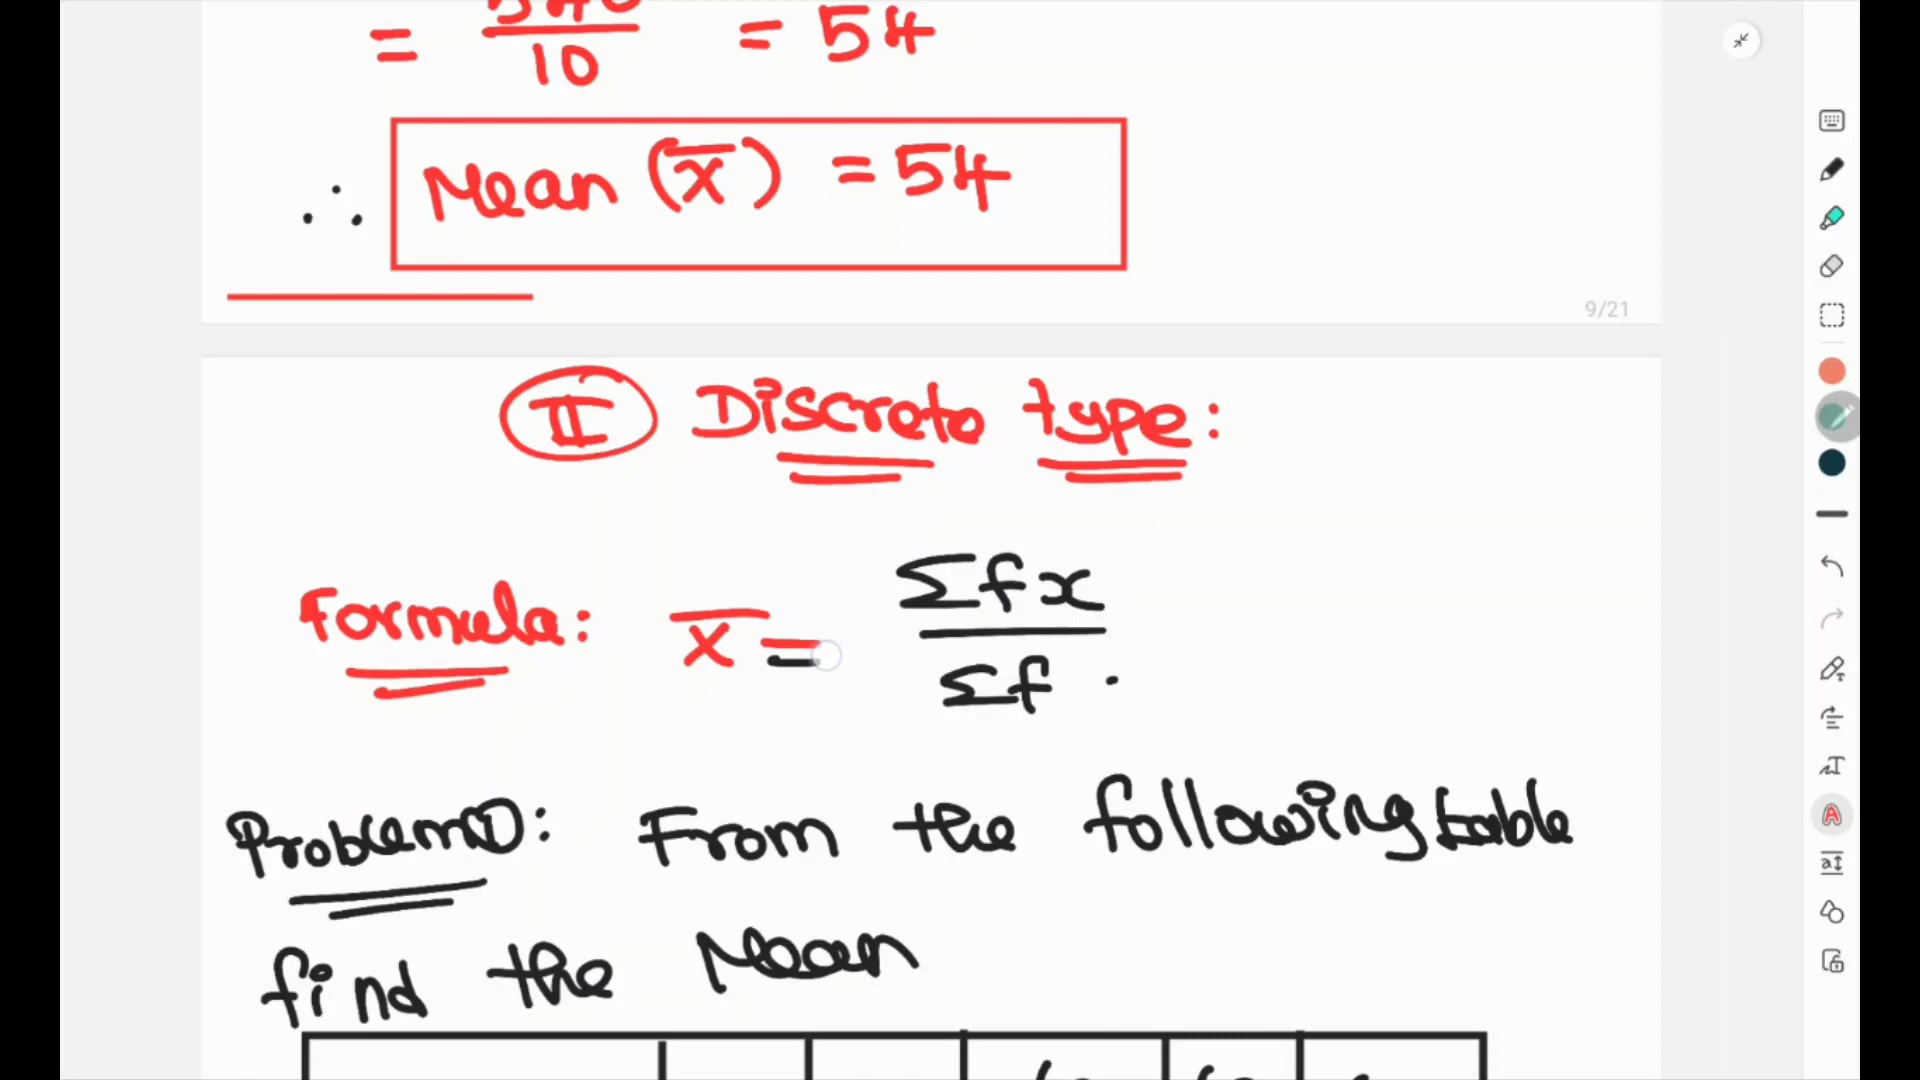 = 540/10 = 54
∴ Mean (x̅) = 54
9/21
II Discrete type:
Formula: x̅ = Σfx/Σf .
Problem①: From the following table
find the Mean